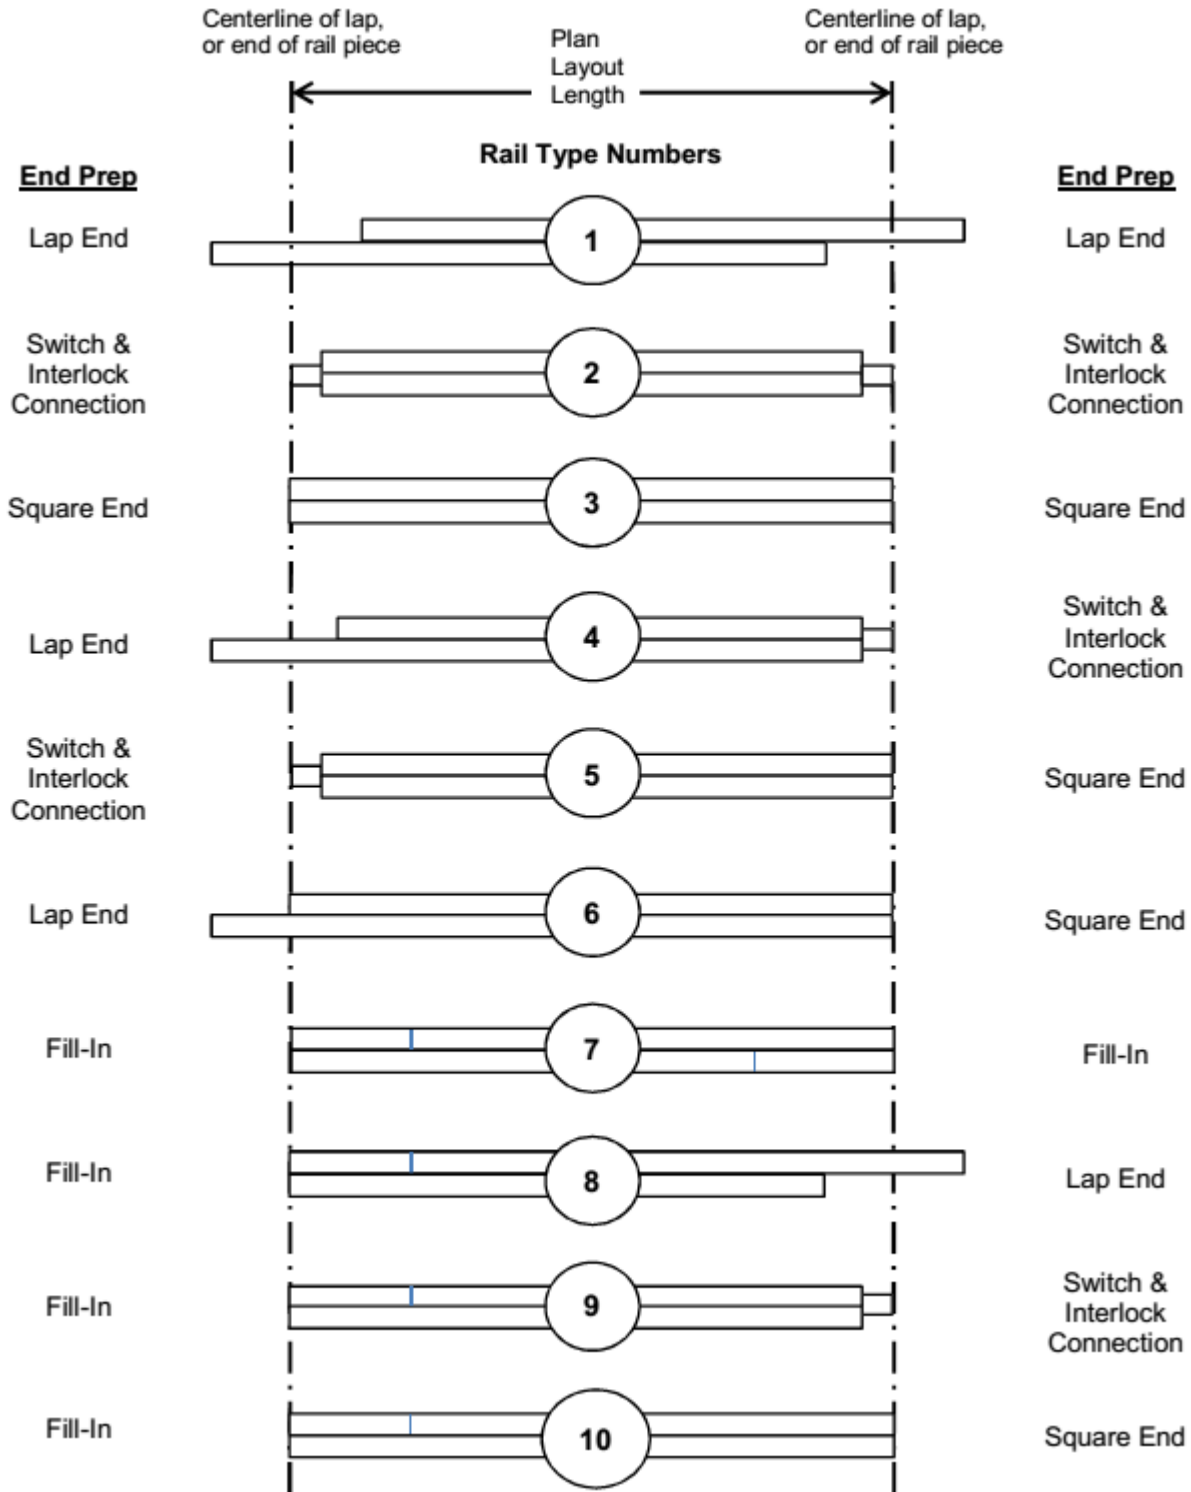 Centerline of lap,
or end of rail piece
Centerline of lap,
or end of rail piece
Plan
Layout
Length
Rail Type Numbers
End Prep
End Prep
Lap End
1
Lap End
Switch &
Interlock
Connection
2
Switch &
Interlock
Connection
Square End
3
Square End
Lap End
4
Switch &
Interlock
Connection
Switch &
Interlock
Connection
5
Square End
Lap End
6
Square End
Fill-In
7
Fill-In
Fill-In
8
Lap End
Fill-In
9
Switch &
Interlock
Connection
Fill-In
10
Square End